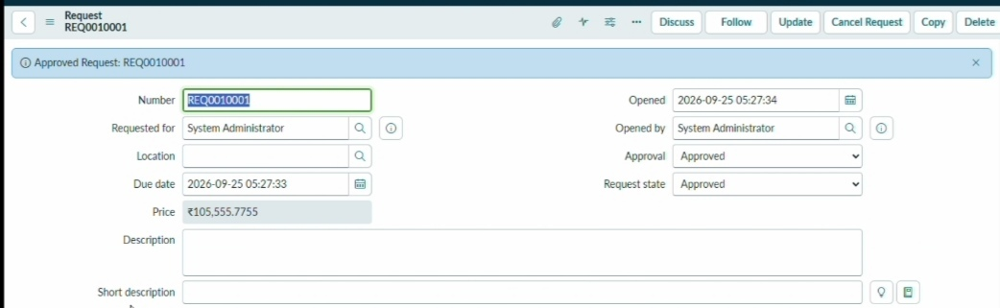 Request
REQ0010001
Discuss
Follow
Update
Cancel Request
Copy
Delete
Approved Request: REQ0010001
Number REQ0010001
Opened 2026-09-25 05:27:34
Requested for System Administrator
Opened by System Administrator
Location
Approval Approved
Due date 2026-09-25 05:27:33
Request state Approved
Price ₹105,555.7755
Description
Short description